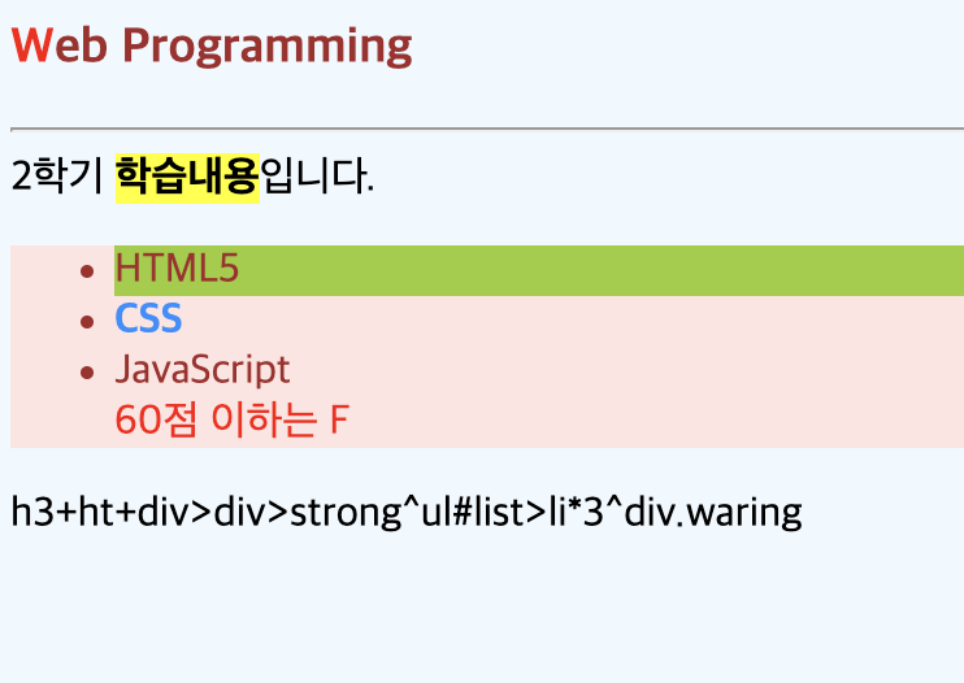 Web Programming
2학기 학습내용입니다.
• HTML5
• CSS
• JavaScript
60점 이하는 F
h3+ht+div>div>strong^ul#list>li*3^div.waring